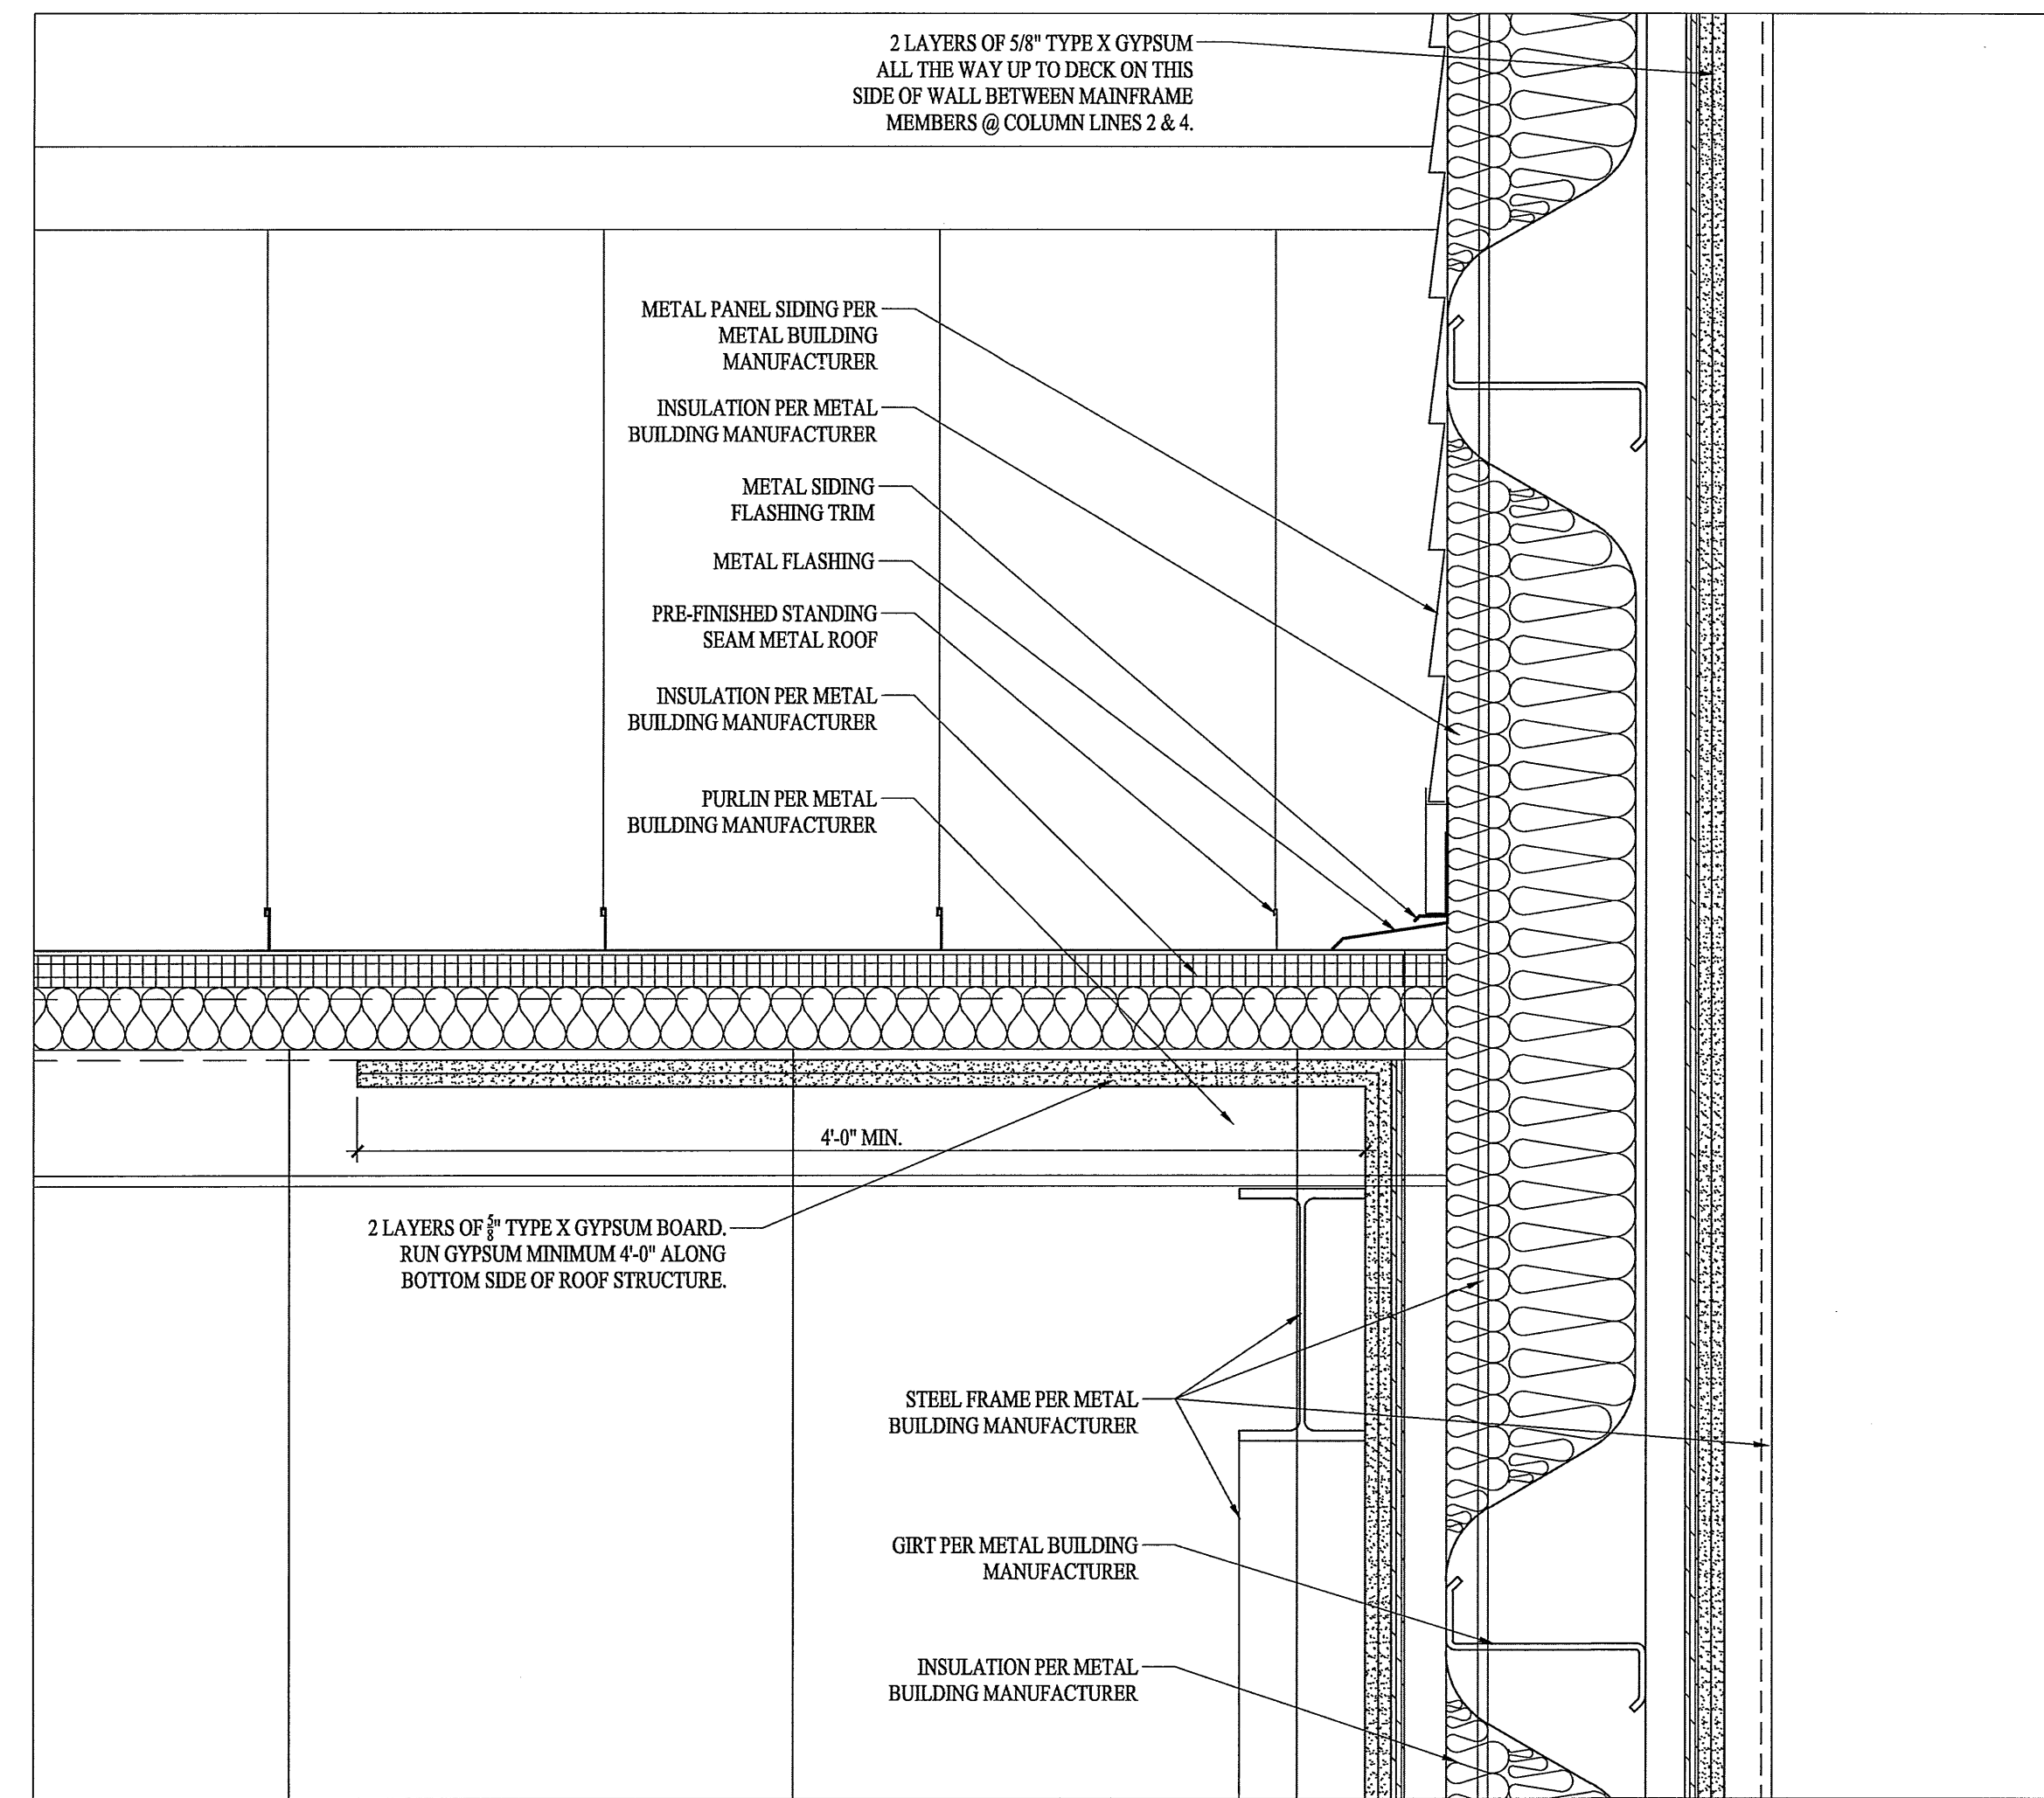 2 LAYERS OF 5/8" TYPE X GYPSUM
ALL THE WAY UP TO DECK ON THIS
SIDE OF WALL BETWEEN MAINFRAME
MEMBERS @ COLUMN LINES 2 & 4.
METAL PANEL SIDING PER
METAL BUILDING
MANUFACTURER
INSULATION PER METAL
BUILDING MANUFACTURER
METAL SIDING
FLASHING TRIM
METAL FLASHING
PRE-FINISHED STANDING
SEAM METAL ROOF
INSULATION PER METAL
BUILDING MANUFACTURER
PURLIN PER METAL
BUILDING MANUFACTURER
4'-0" MIN.
2 LAYERS OF 5/8" TYPE X GYPSUM BOARD.
RUN GYPSUM MINIMUM 4'-0" ALONG
BOTTOM SIDE OF ROOF STRUCTURE.
STEEL FRAME PER METAL
BUILDING MANUFACTURER
GIRT PER METAL BUILDING
MANUFACTURER
INSULATION PER METAL
BUILDING MANUFACTURER